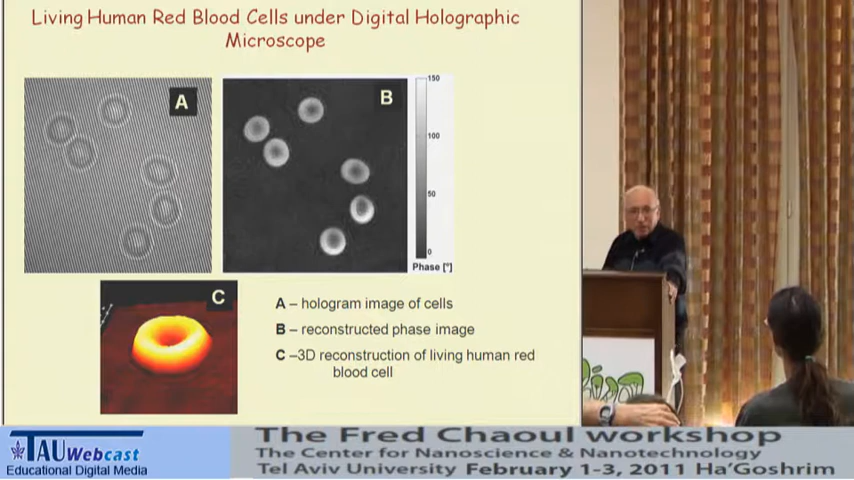 Living Human Red Blood Cells under Digital Holographic
Microscope
A
B
150
100
50
0
Phase [°]
C
A – hologram image of cells
B – reconstructed phase image
C –3D reconstruction of living human red
blood cell
TAU Webcast
Educational Digital Media
The Fred Chaoul workshop
The Center for Nanoscience & Nanotechnology
Tel Aviv University February 1-3, 2011 Ha'Goshrim